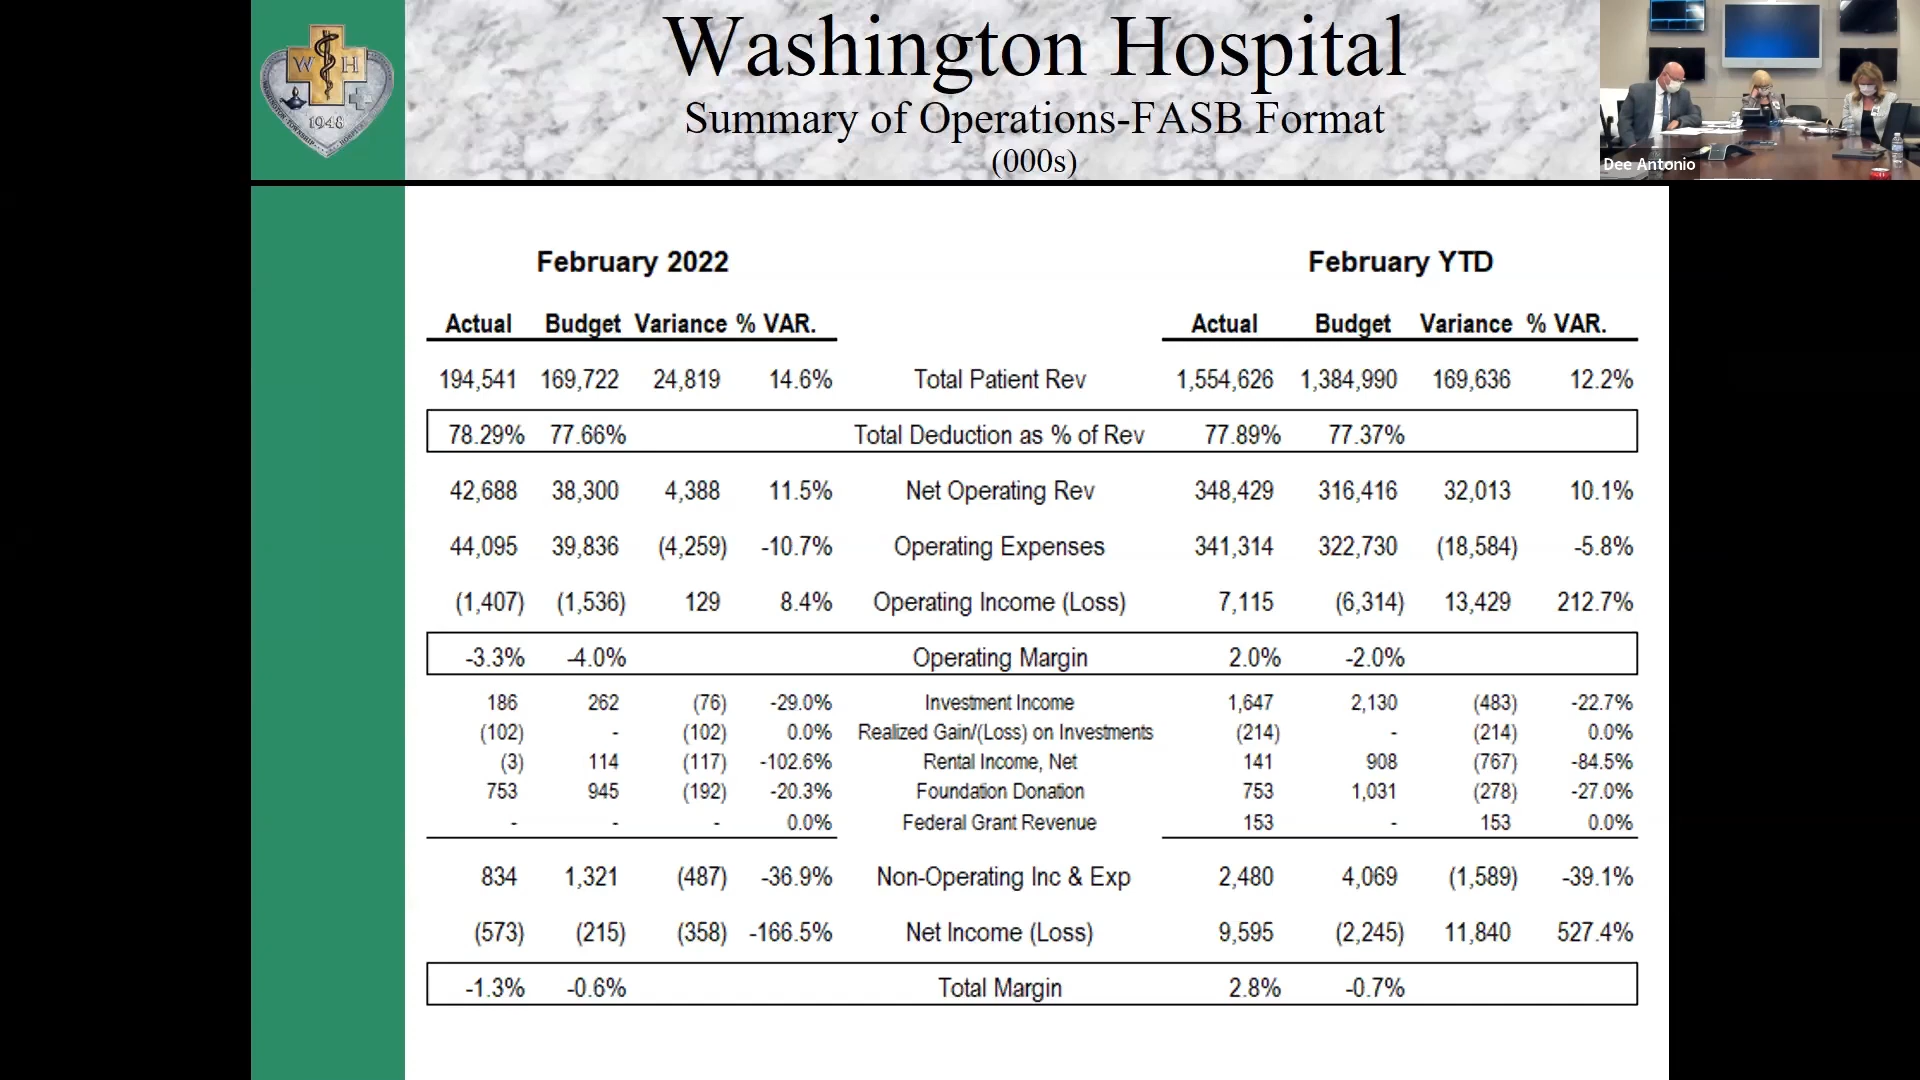 Washington Hospital
Summary of Operations-FASB Format
(000s)
W H
1948
Dee Antonio
February 2022 February YTD
Actual Budget Variance % VAR. Actual Budget Variance % VAR.
194,541 169,722 24,819 14.6% Total Patient Rev 1,554,626 1,384,990 169,636 12.2%
78.29% 77.66% Total Deduction as % of Rev 77.89% 77.37%
42,688 38,300 4,388 11.5% Net Operating Rev 348,429 316,416 32,013 10.1%
44,095 39,836 (4,259) -10.7% Operating Expenses 341,314 322,730 (18,584) -5.8%
(1,407) (1,536) 129 8.4% Operating Income (Loss) 7,115 (6,314) 13,429 212.7%
-3.3% -4.0% Operating Margin 2.0% -2.0%
186 262 (76) -29.0% Investment Income 1,647 2,130 (483) -22.7%
(102) - (102) 0.0% Realized Gain/(Loss) on Investments (214) - (214) 0.0%
(3) 114 (117) -102.6% Rental Income, Net 141 908 (767) -84.5%
753 945 (192) -20.3% Foundation Donation 753 1,031 (278) -27.0%
- - - 0.0% Federal Grant Revenue 153 - 153 0.0%
834 1,321 (487) -36.9% Non-Operating Inc & Exp 2,480 4,069 (1,589) -39.1%
(573) (215) (358) -166.5% Net Income (Loss) 9,595 (2,245) 11,840 527.4%
-1.3% -0.6% Total Margin 2.8% -0.7%